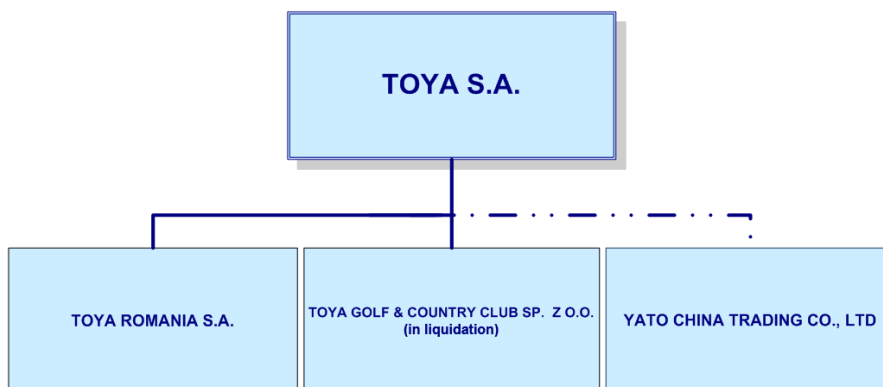 TOYA S.A.
TOYA ROMANIA S.A.
TOYA GOLF & COUNTRY CLUB SP. Z O.O.
(in liquidation)
YATO CHINA TRADING CO., LTD